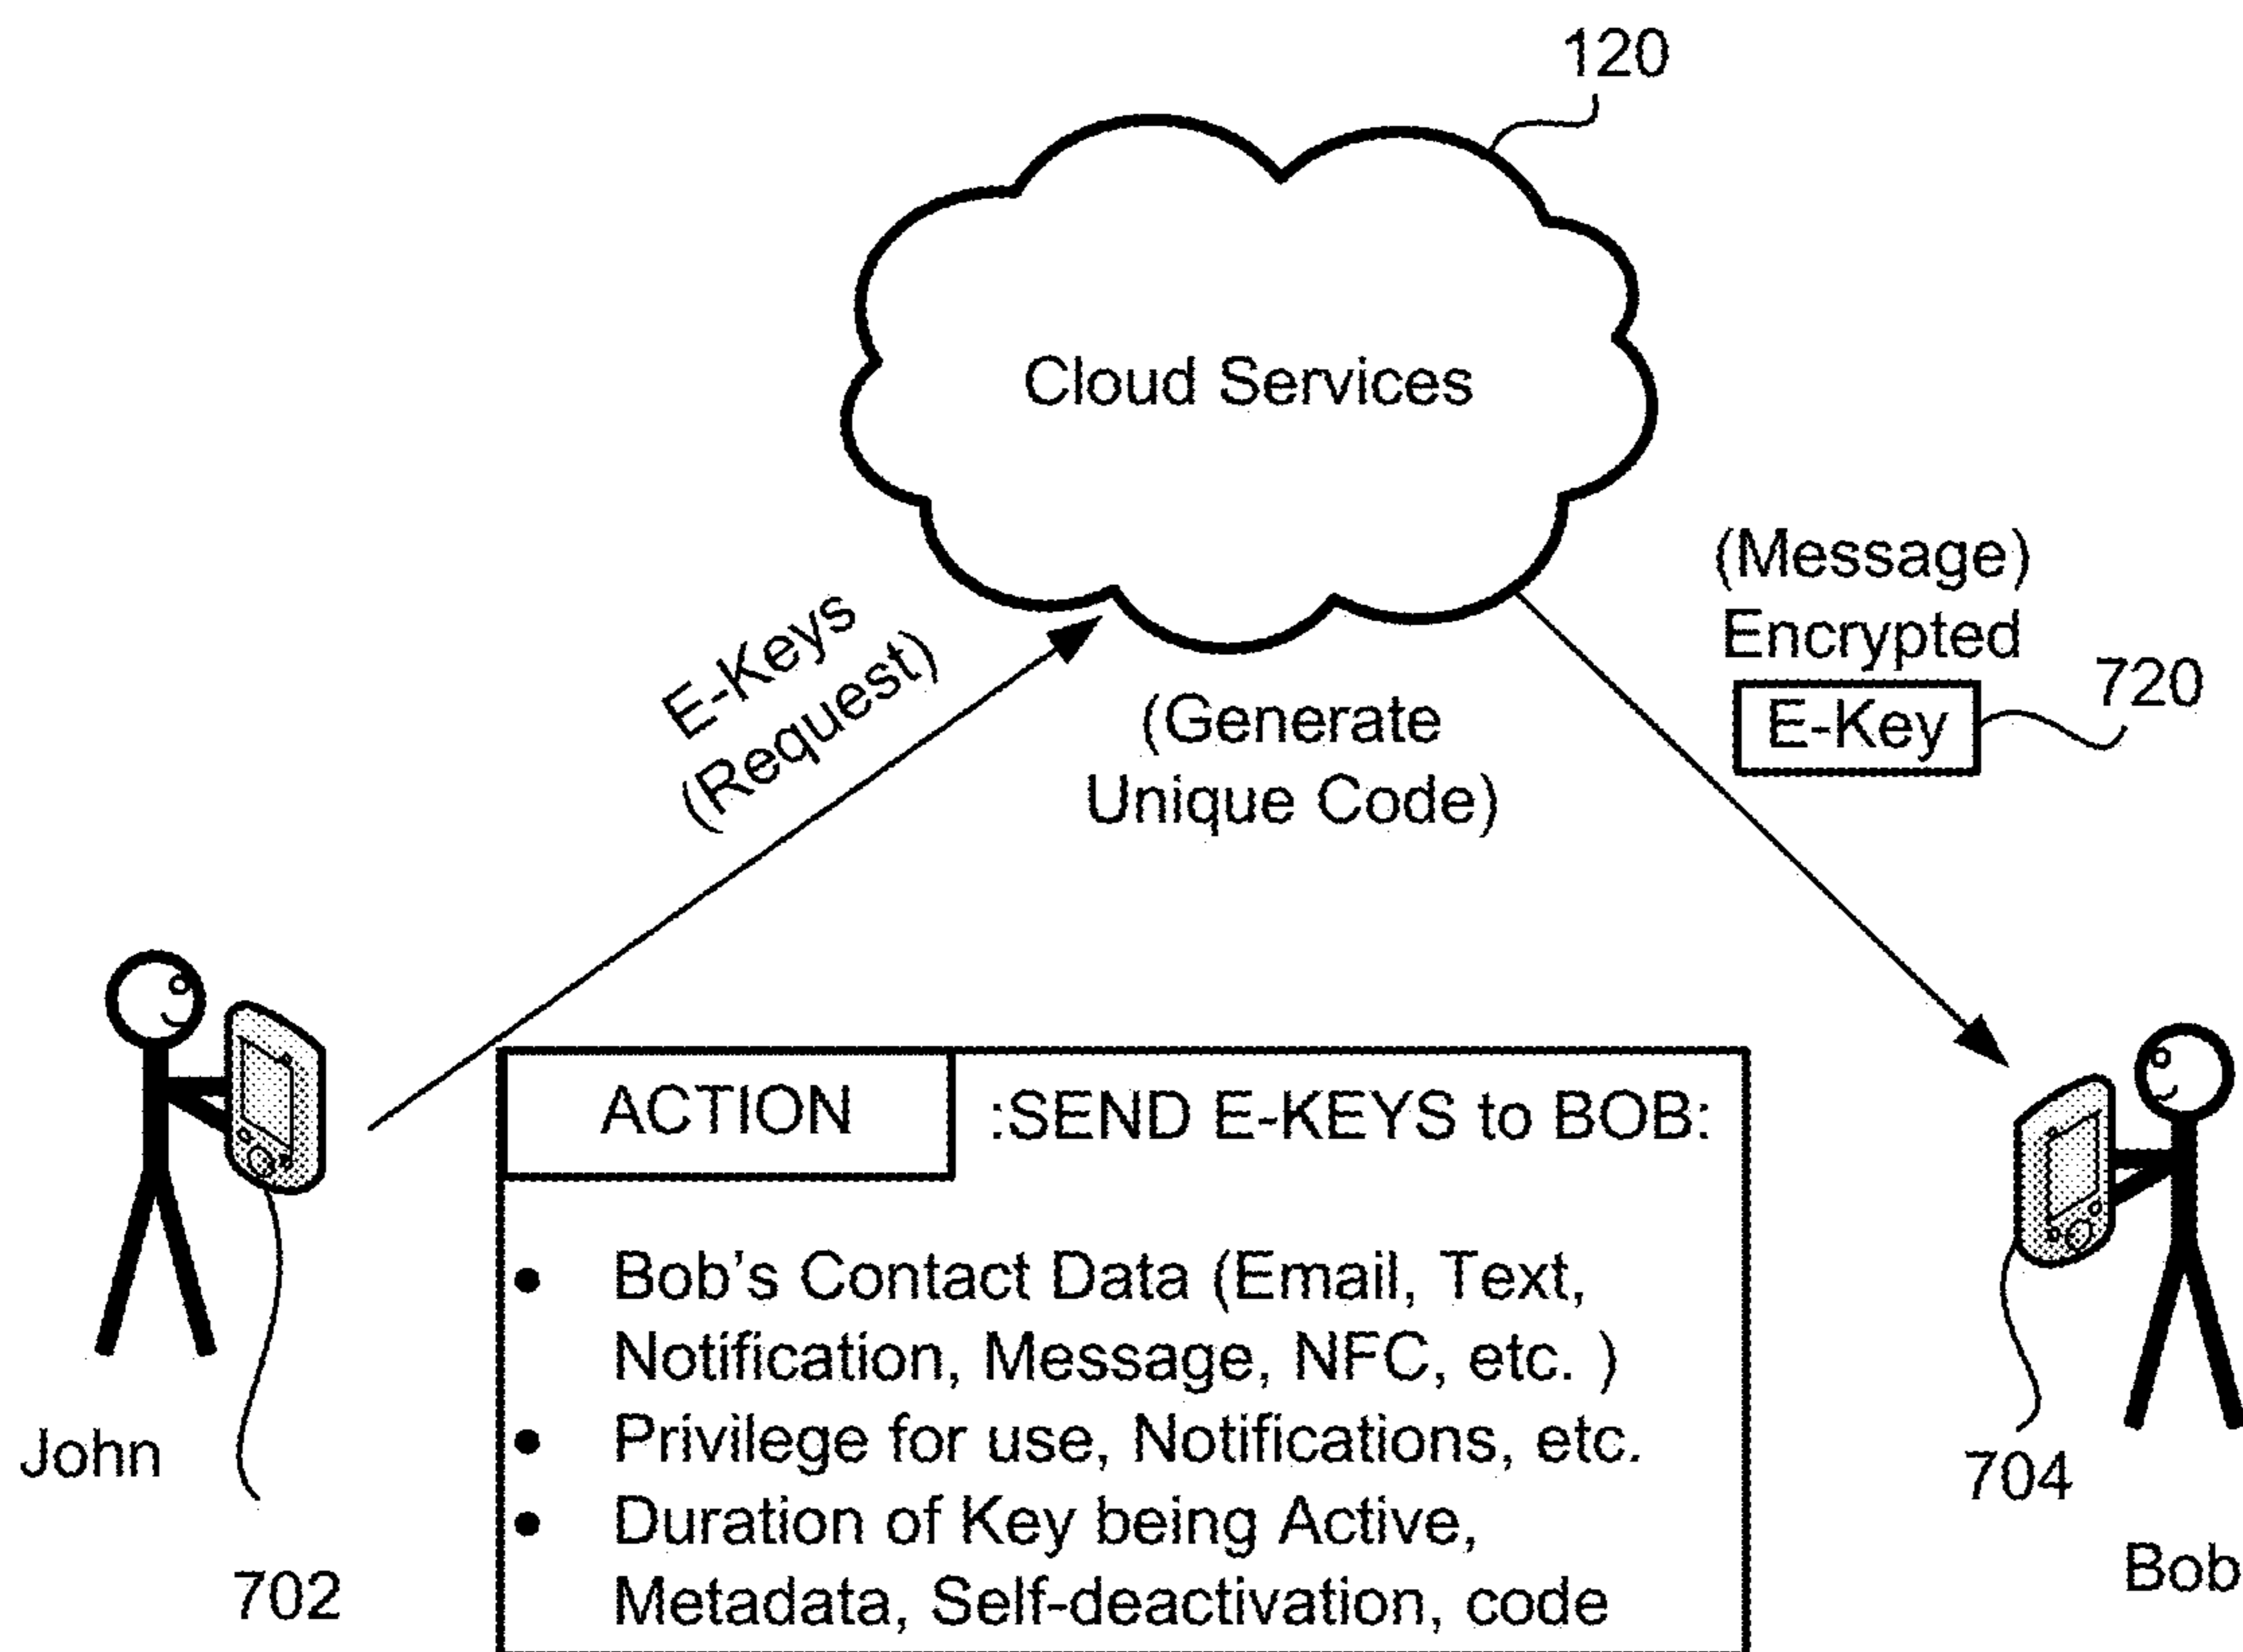 120
Cloud Services
(Message)
Encrypted
E-Key
720
E-Keys
(Request)
(Generate
Unique Code)
ACTION
:SEND E-KEYS to BOB:
• Bob's Contact Data (Email, Text,
Notification, Message, NFC, etc. )
• Privilege for use, Notifications, etc.
• Duration of Key being Active,
Metadata, Self-deactivation, code
John
702
704
Bob